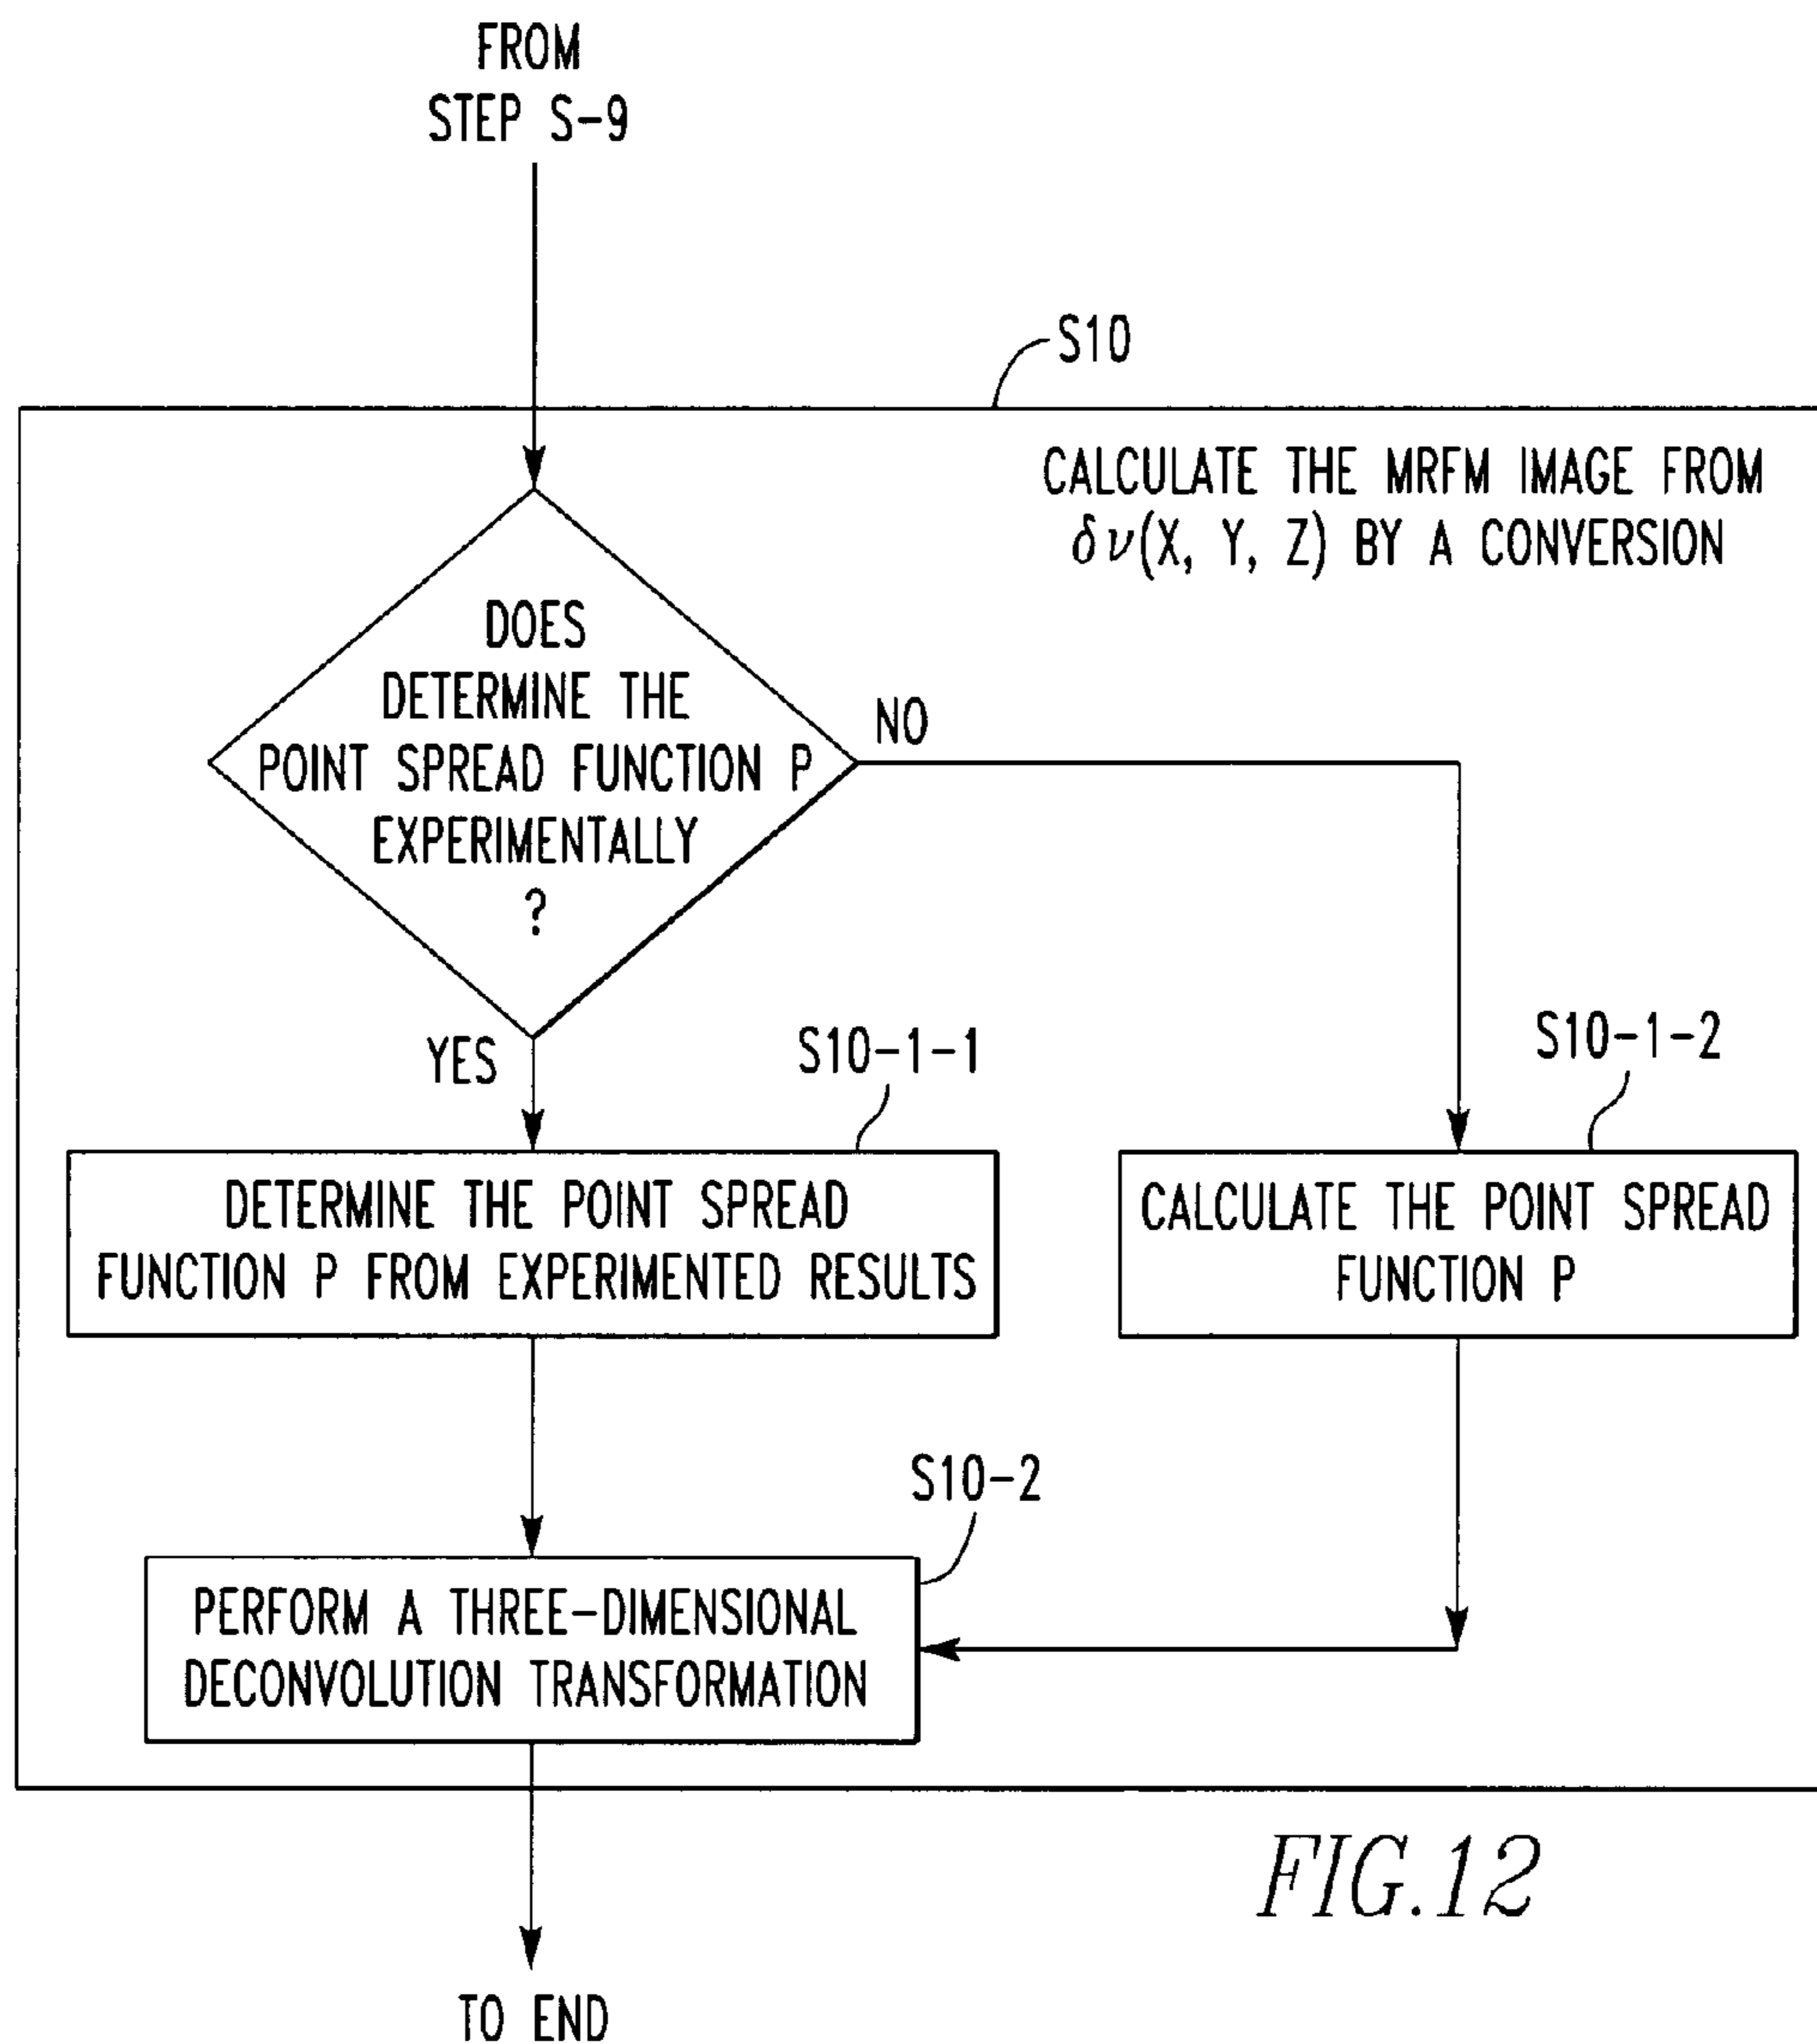 FROM
STEP S-9
S10
CALCULATE THE MRFM IMAGE FROM
δν(X, Y, Z) BY A CONVERSION
DOES
DETERMINE THE
POINT SPREAD FUNCTION P
EXPERIMENTALLY
?
NO
YES
S10-1-1
S10-1-2
DETERMINE THE POINT SPREAD
FUNCTION P FROM EXPERIMENTED RESULTS
CALCULATE THE POINT SPREAD
FUNCTION P
S10-2
PERFORM A THREE-DIMENSIONAL
DECONVOLUTION TRANSFORMATION
FIG.12
TO END